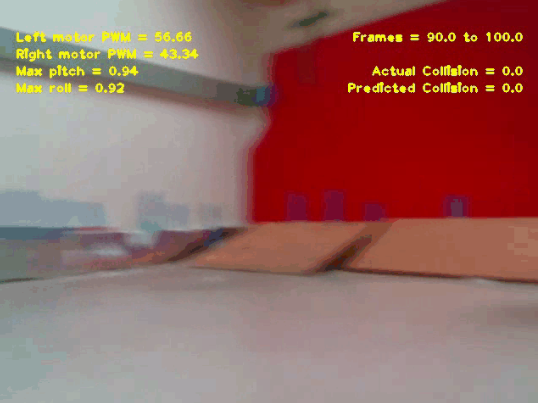 Left motor PWM = 56.66
Right motor PWM = 43.34
Max pitch = 0.94
Max roll = 0.92
Frames = 90.0 to 100.0
Actual Collision = 0.0
Predicted Collision = 0.0